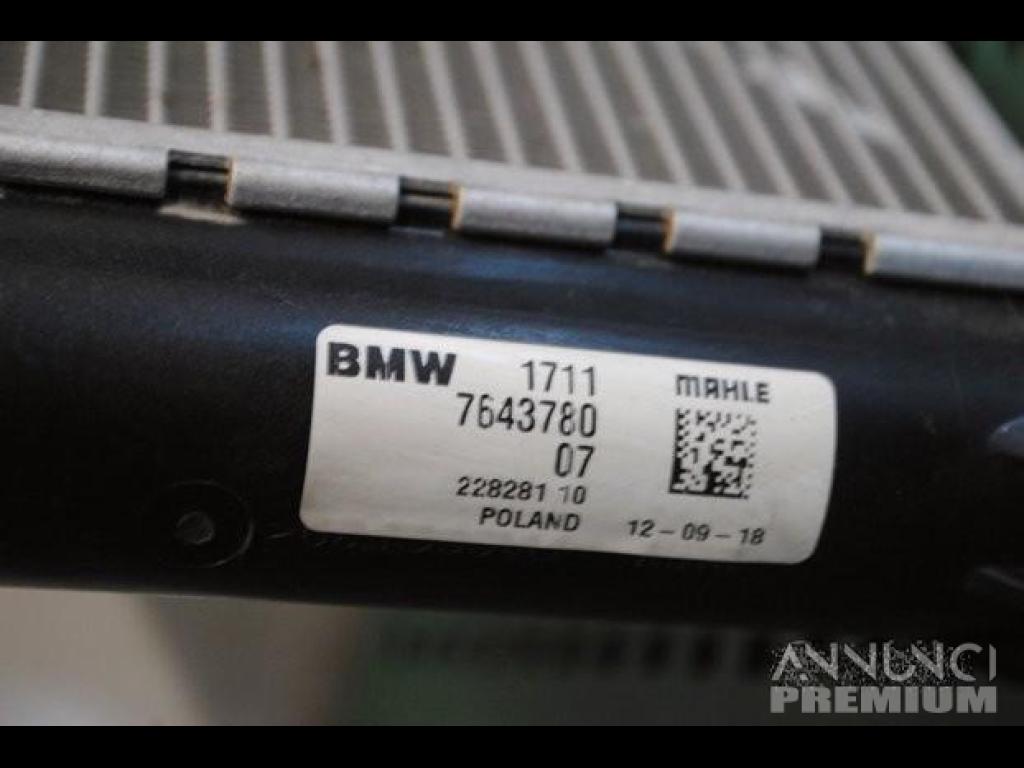 BMW 1711 MAHLE
7643780
07
228281 10
POLAND 12-09-18
ANNUNCI
PREMIUM